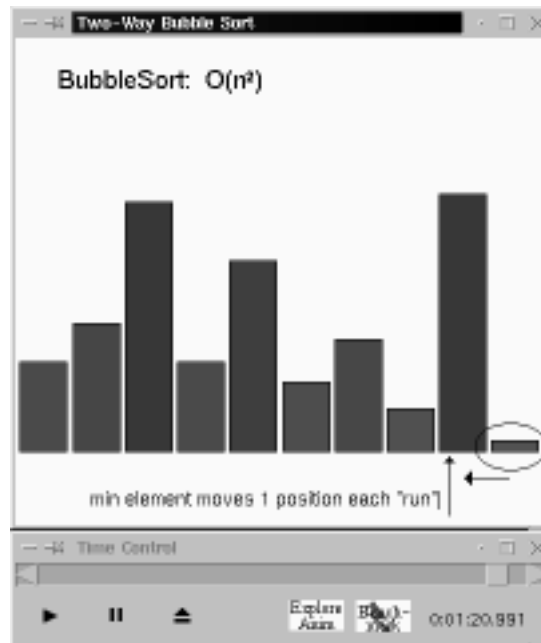 Two-Way Bubble Sort
BubbleSort: O(n²)
min element moves 1 position each "run"
Time Control
Explore
Anim
0:01:20.991